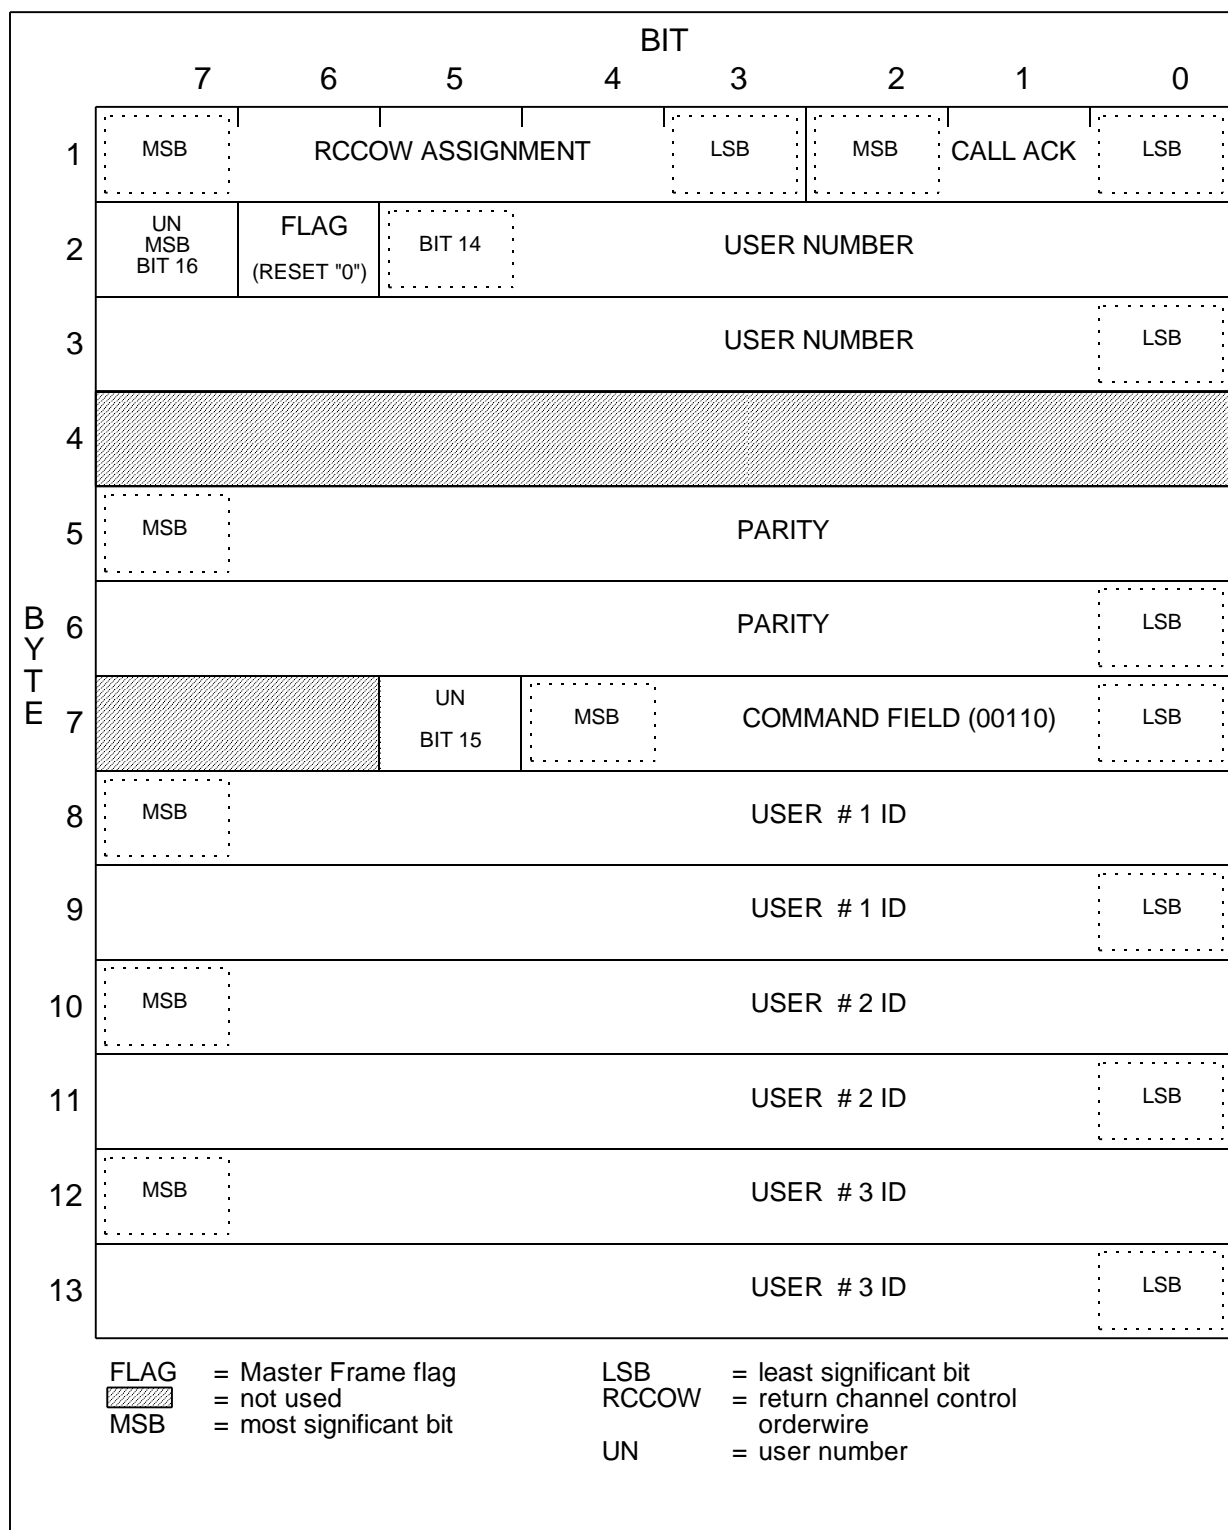 BIT
7 6 5 4 3 2 1 0
1 MSB RCCOW ASSIGNMENT LSB MSB CALL ACK LSB
2 UN MSB BIT 16 FLAG (RESET "0") BIT 14 USER NUMBER
3 USER NUMBER LSB
4
5 MSB PARITY
6 PARITY LSB
BYTE
7 UN BIT 15 MSB COMMAND FIELD (00110) LSB
8 MSB USER # 1 ID
9 USER # 1 ID LSB
10 MSB USER # 2 ID
11 USER # 2 ID LSB
12 MSB USER # 3 ID
13 USER # 3 ID LSB
FLAG = Master Frame flag
= not used
MSB = most significant bit
LSB = least significant bit
RCCOW = return channel control
orderwire
UN = user number